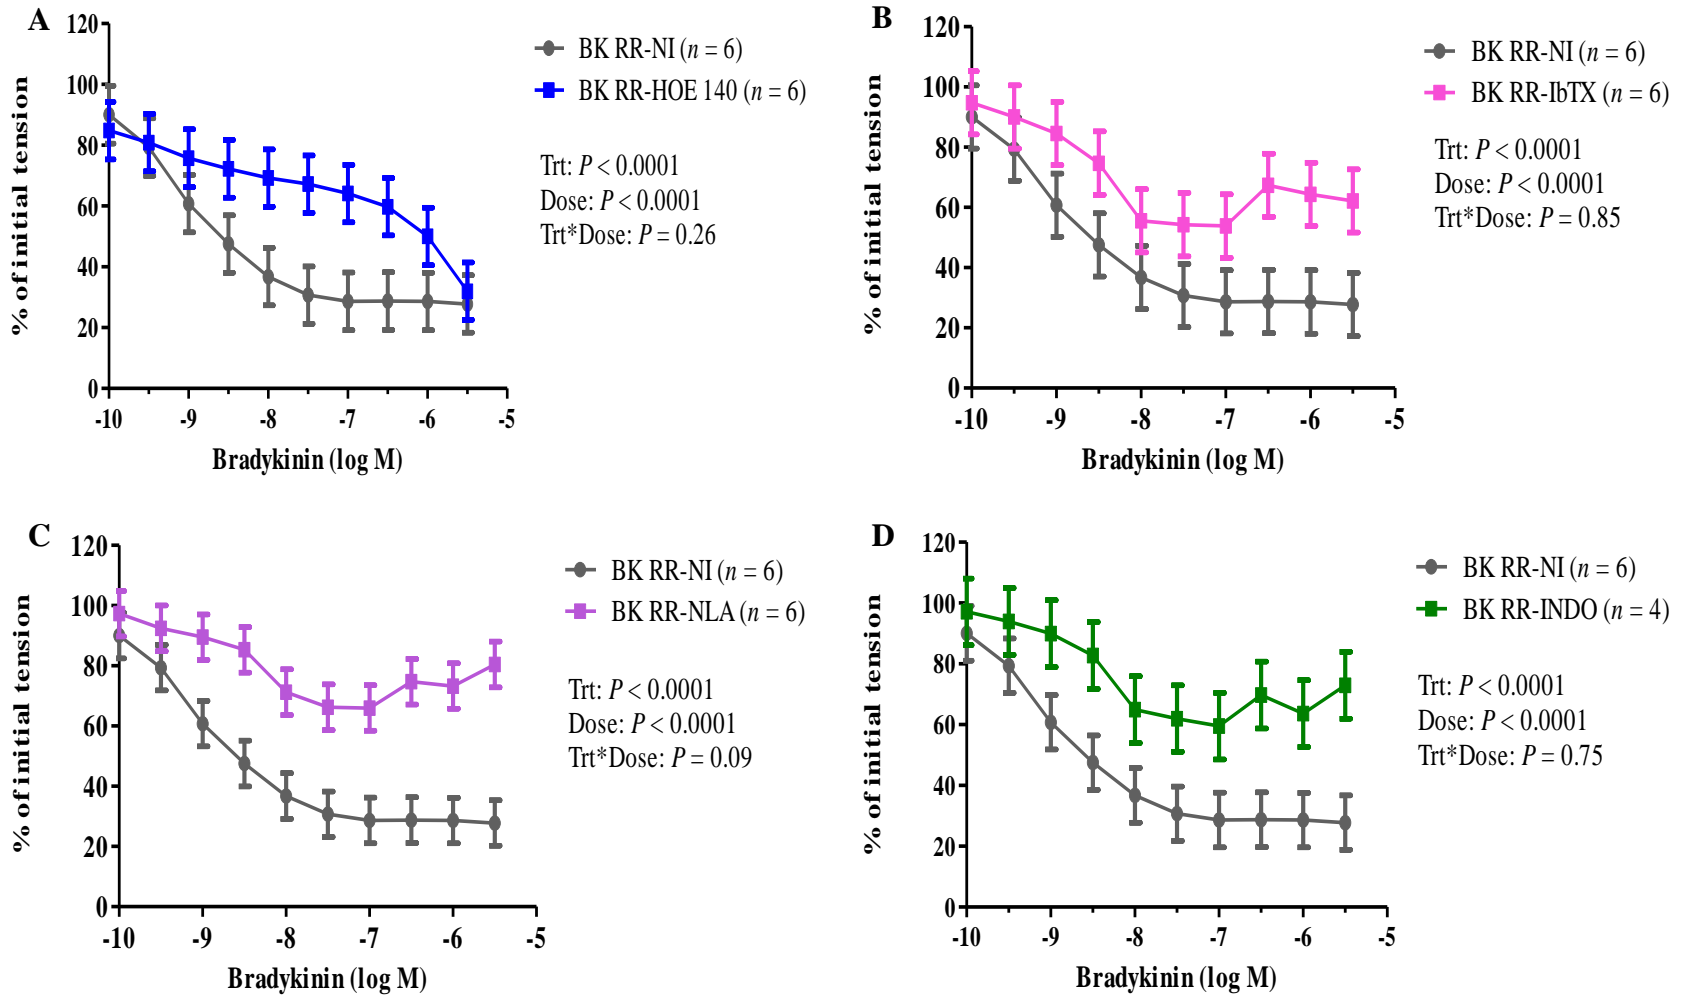 A
120
100
80
60
40
20
0
% of initial tension
-10 -9 -8 -7 -6 -5
Bradykinin (log M)
BK RR-NI (n = 6)
BK RR-HOE 140 (n = 6)
Trt: P < 0.0001
Dose: P < 0.0001
Trt*Dose: P = 0.26
B
120
100
80
60
40
20
0
% of initial tension
-10 -9 -8 -7 -6 -5
Bradykinin (log M)
BK RR-NI (n = 6)
BK RR-IbTX (n = 6)
Trt: P < 0.0001
Dose: P < 0.0001
Trt*Dose: P = 0.85
C
120
100
80
60
40
20
0
% of initial tension
-10 -9 -8 -7 -6 -5
Bradykinin (log M)
BK RR-NI (n = 6)
BK RR-NLA (n = 6)
Trt: P < 0.0001
Dose: P < 0.0001
Trt*Dose: P = 0.09
D
120
100
80
60
40
20
0
% of initial tension
-10 -9 -8 -7 -6 -5
Bradykinin (log M)
BK RR-NI (n = 6)
BK RR-INDO (n = 4)
Trt: P < 0.0001
Dose: P < 0.0001
Trt*Dose: P = 0.75